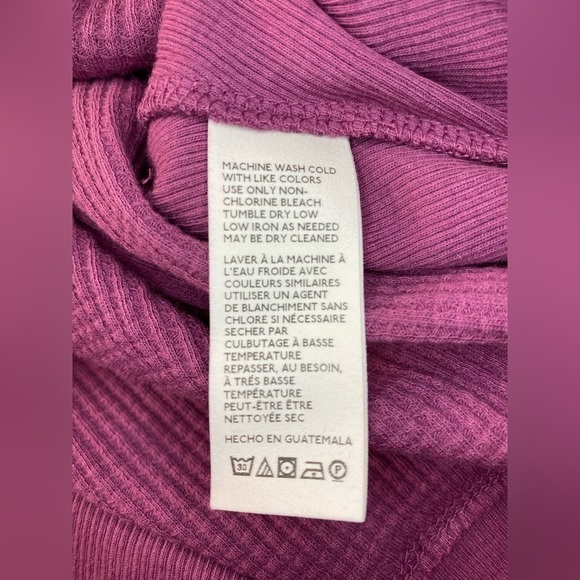 MACHINE WASH COLD
WITH LIKE COLORS
USE ONLY NON-
CHLORINE BLEACH
TUMBLE DRY LOW
LOW IRON AS NEEDED
MAY BE DRY CLEANED
LAVER À LA MACHINE À
L'EAU FROIDE AVEC
COULEURS SIMILAIRES
UTILISER UN AGENT
DE BLANCHIMENT SANS
CHLORE SI NÉCESSAIRE
SECHER PAR
CULBUTAGE À BASSE
TEMPERATURE
REPASSER, AU BESOIN,
À TRÉS BASSE
TEMPÉRATURE
PEUT-ÊTRE ÊTRE
NETTOYÉE SEC
HECHO EN GUATEMALA
30 P